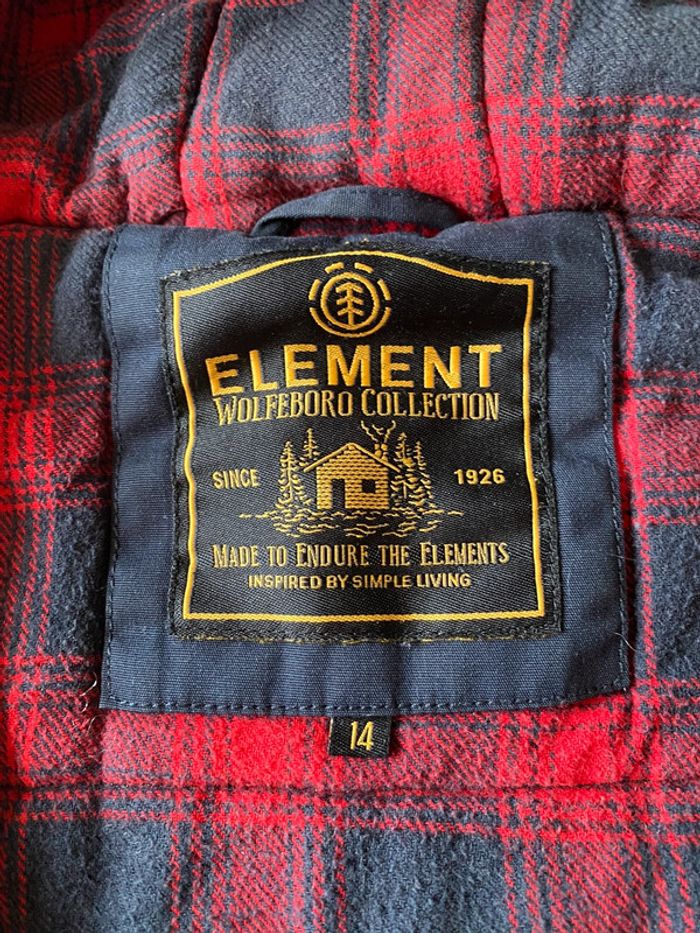 ELEMENT
WOLFEBORO COLLECTION
SINCE 1926
MADE TO ENDURE THE ELEMENTS
INSPIRED BY SIMPLE LIVING
14